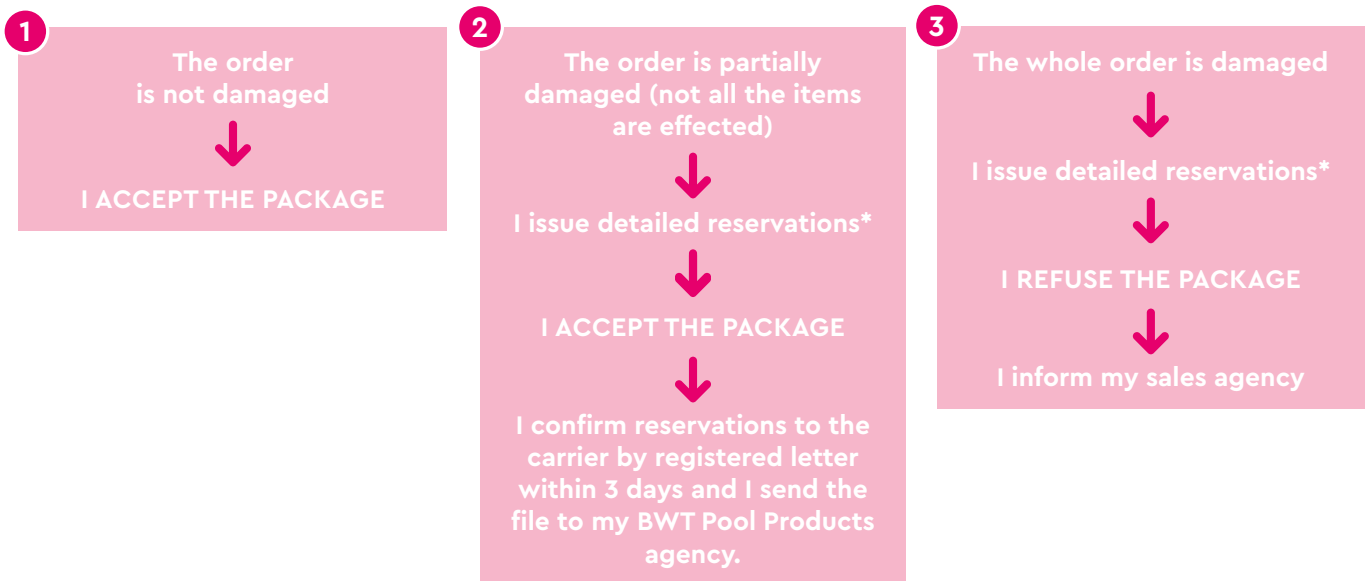 1
The order
is not damaged
I ACCEPT THE PACKAGE
2
The order is partially
damaged (not all the items
are effected)
I issue detailed reservations*
I ACCEPT THE PACKAGE
I confirm reservations to the
carrier by registered letter
within 3 days and I send the
file to my BWT Pool Products
agency.
3
The whole order is damaged
I issue detailed reservations*
I REFUSE THE PACKAGE
I inform my sales agency